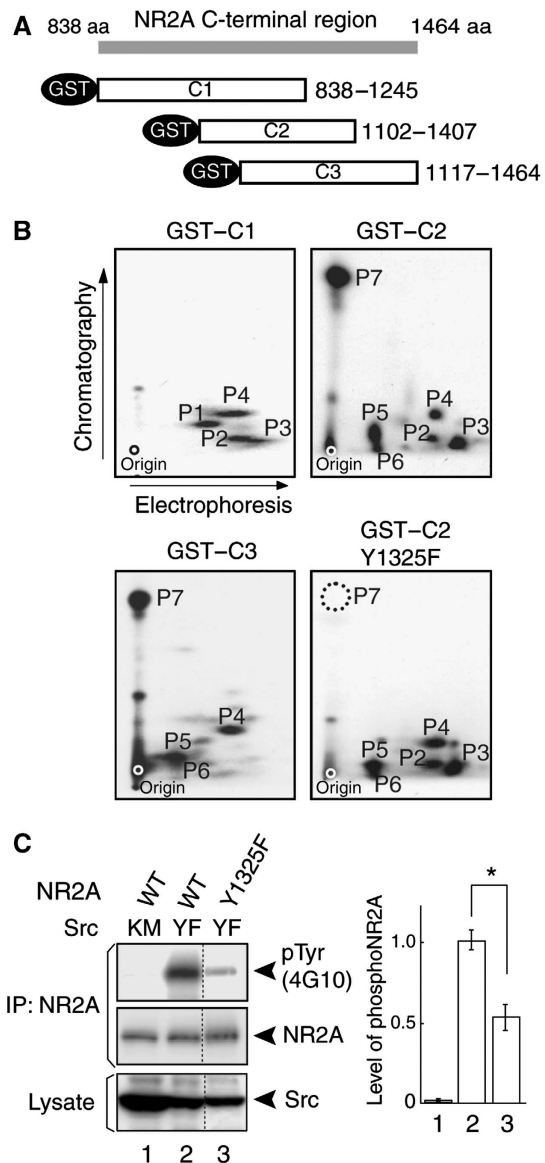 A
838 aa NR2A C-terminal region 1464 aa
GST C1 838–1245
GST C2 1102–1407
GST C3 1117–1464
B
GST–C1 GST–C2
Chromatography
P4
P1
P2 P3
Origin
P7
P4
P5
P2 P3
P6
Origin
Electrophoresis
GST–C3 GST–C2
Y1325F
P7
P4
P5
P6
Origin
P7
P4
P5 P2 P3
P6
Origin
C
NR2A WT WT Y1325F
Src KM YF YF
IP: NR2A
pTyr
(4G10)
NR2A
Lysate Src
1 2 3
Level of phosphoNR2A
*
1.0
0.5
0
1 2 3